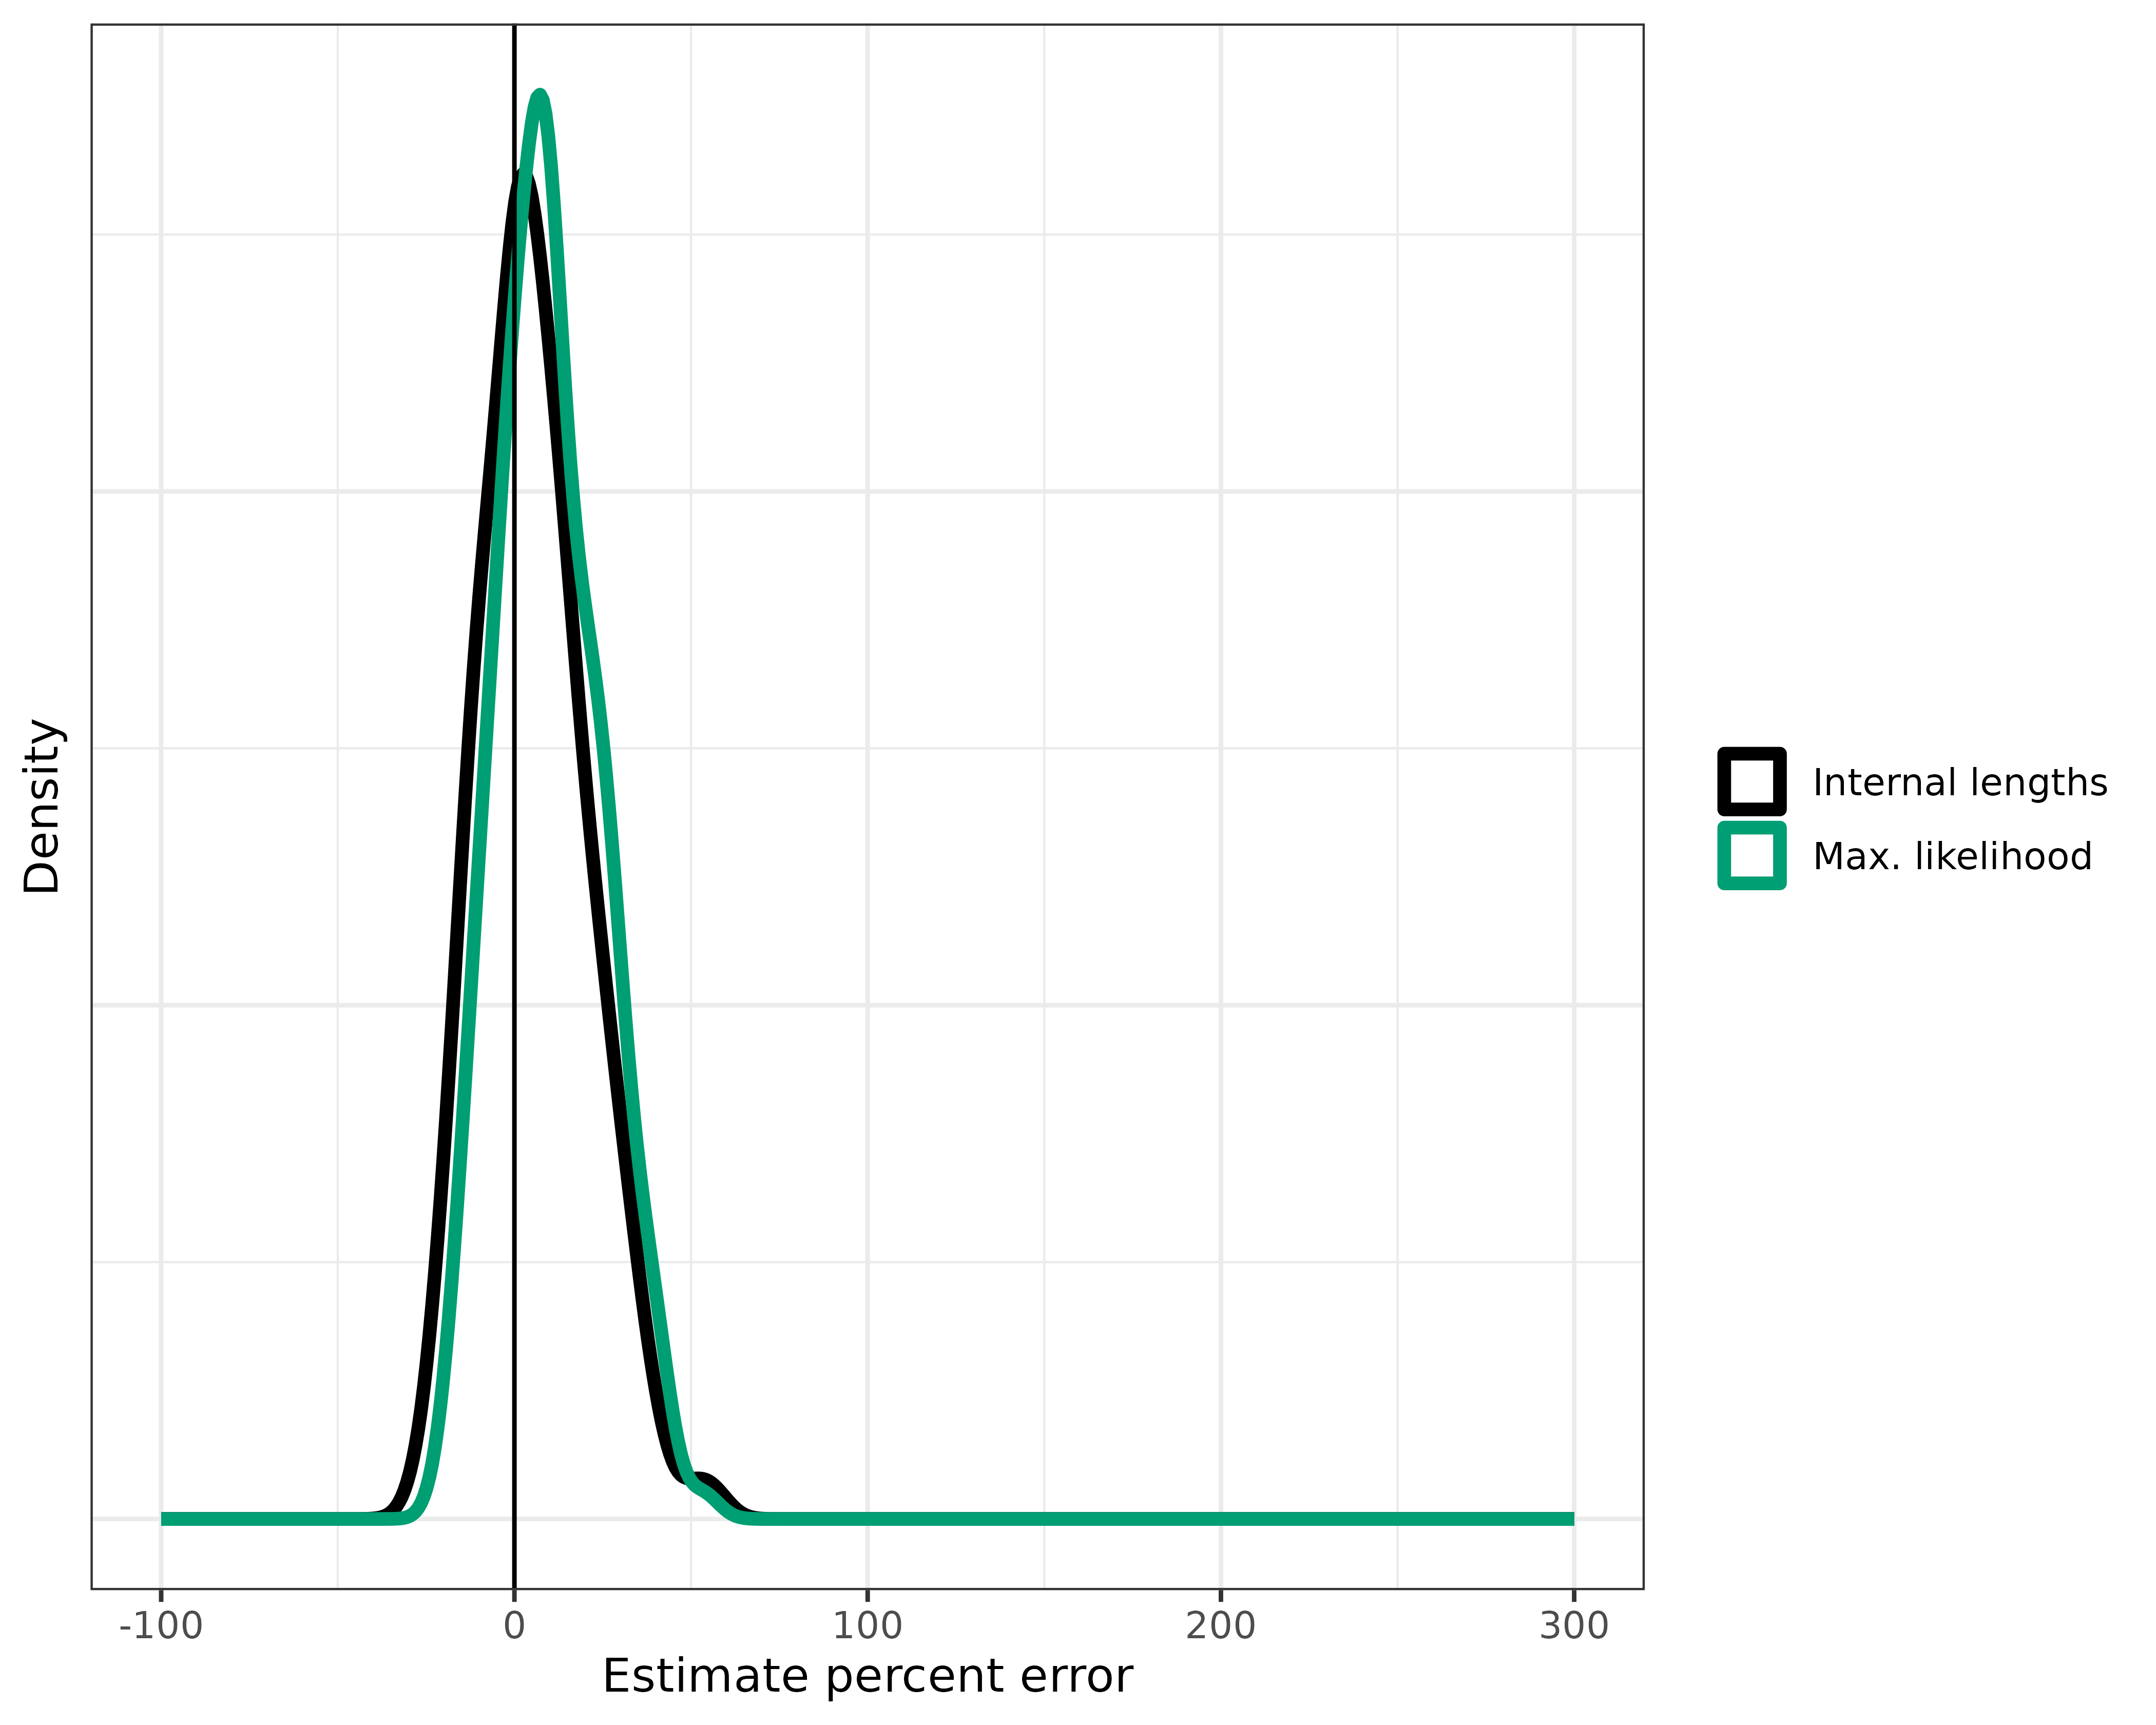 Density
Internal lengths
Max. likelihood
-100 0 100 200 300
Estimate percent error